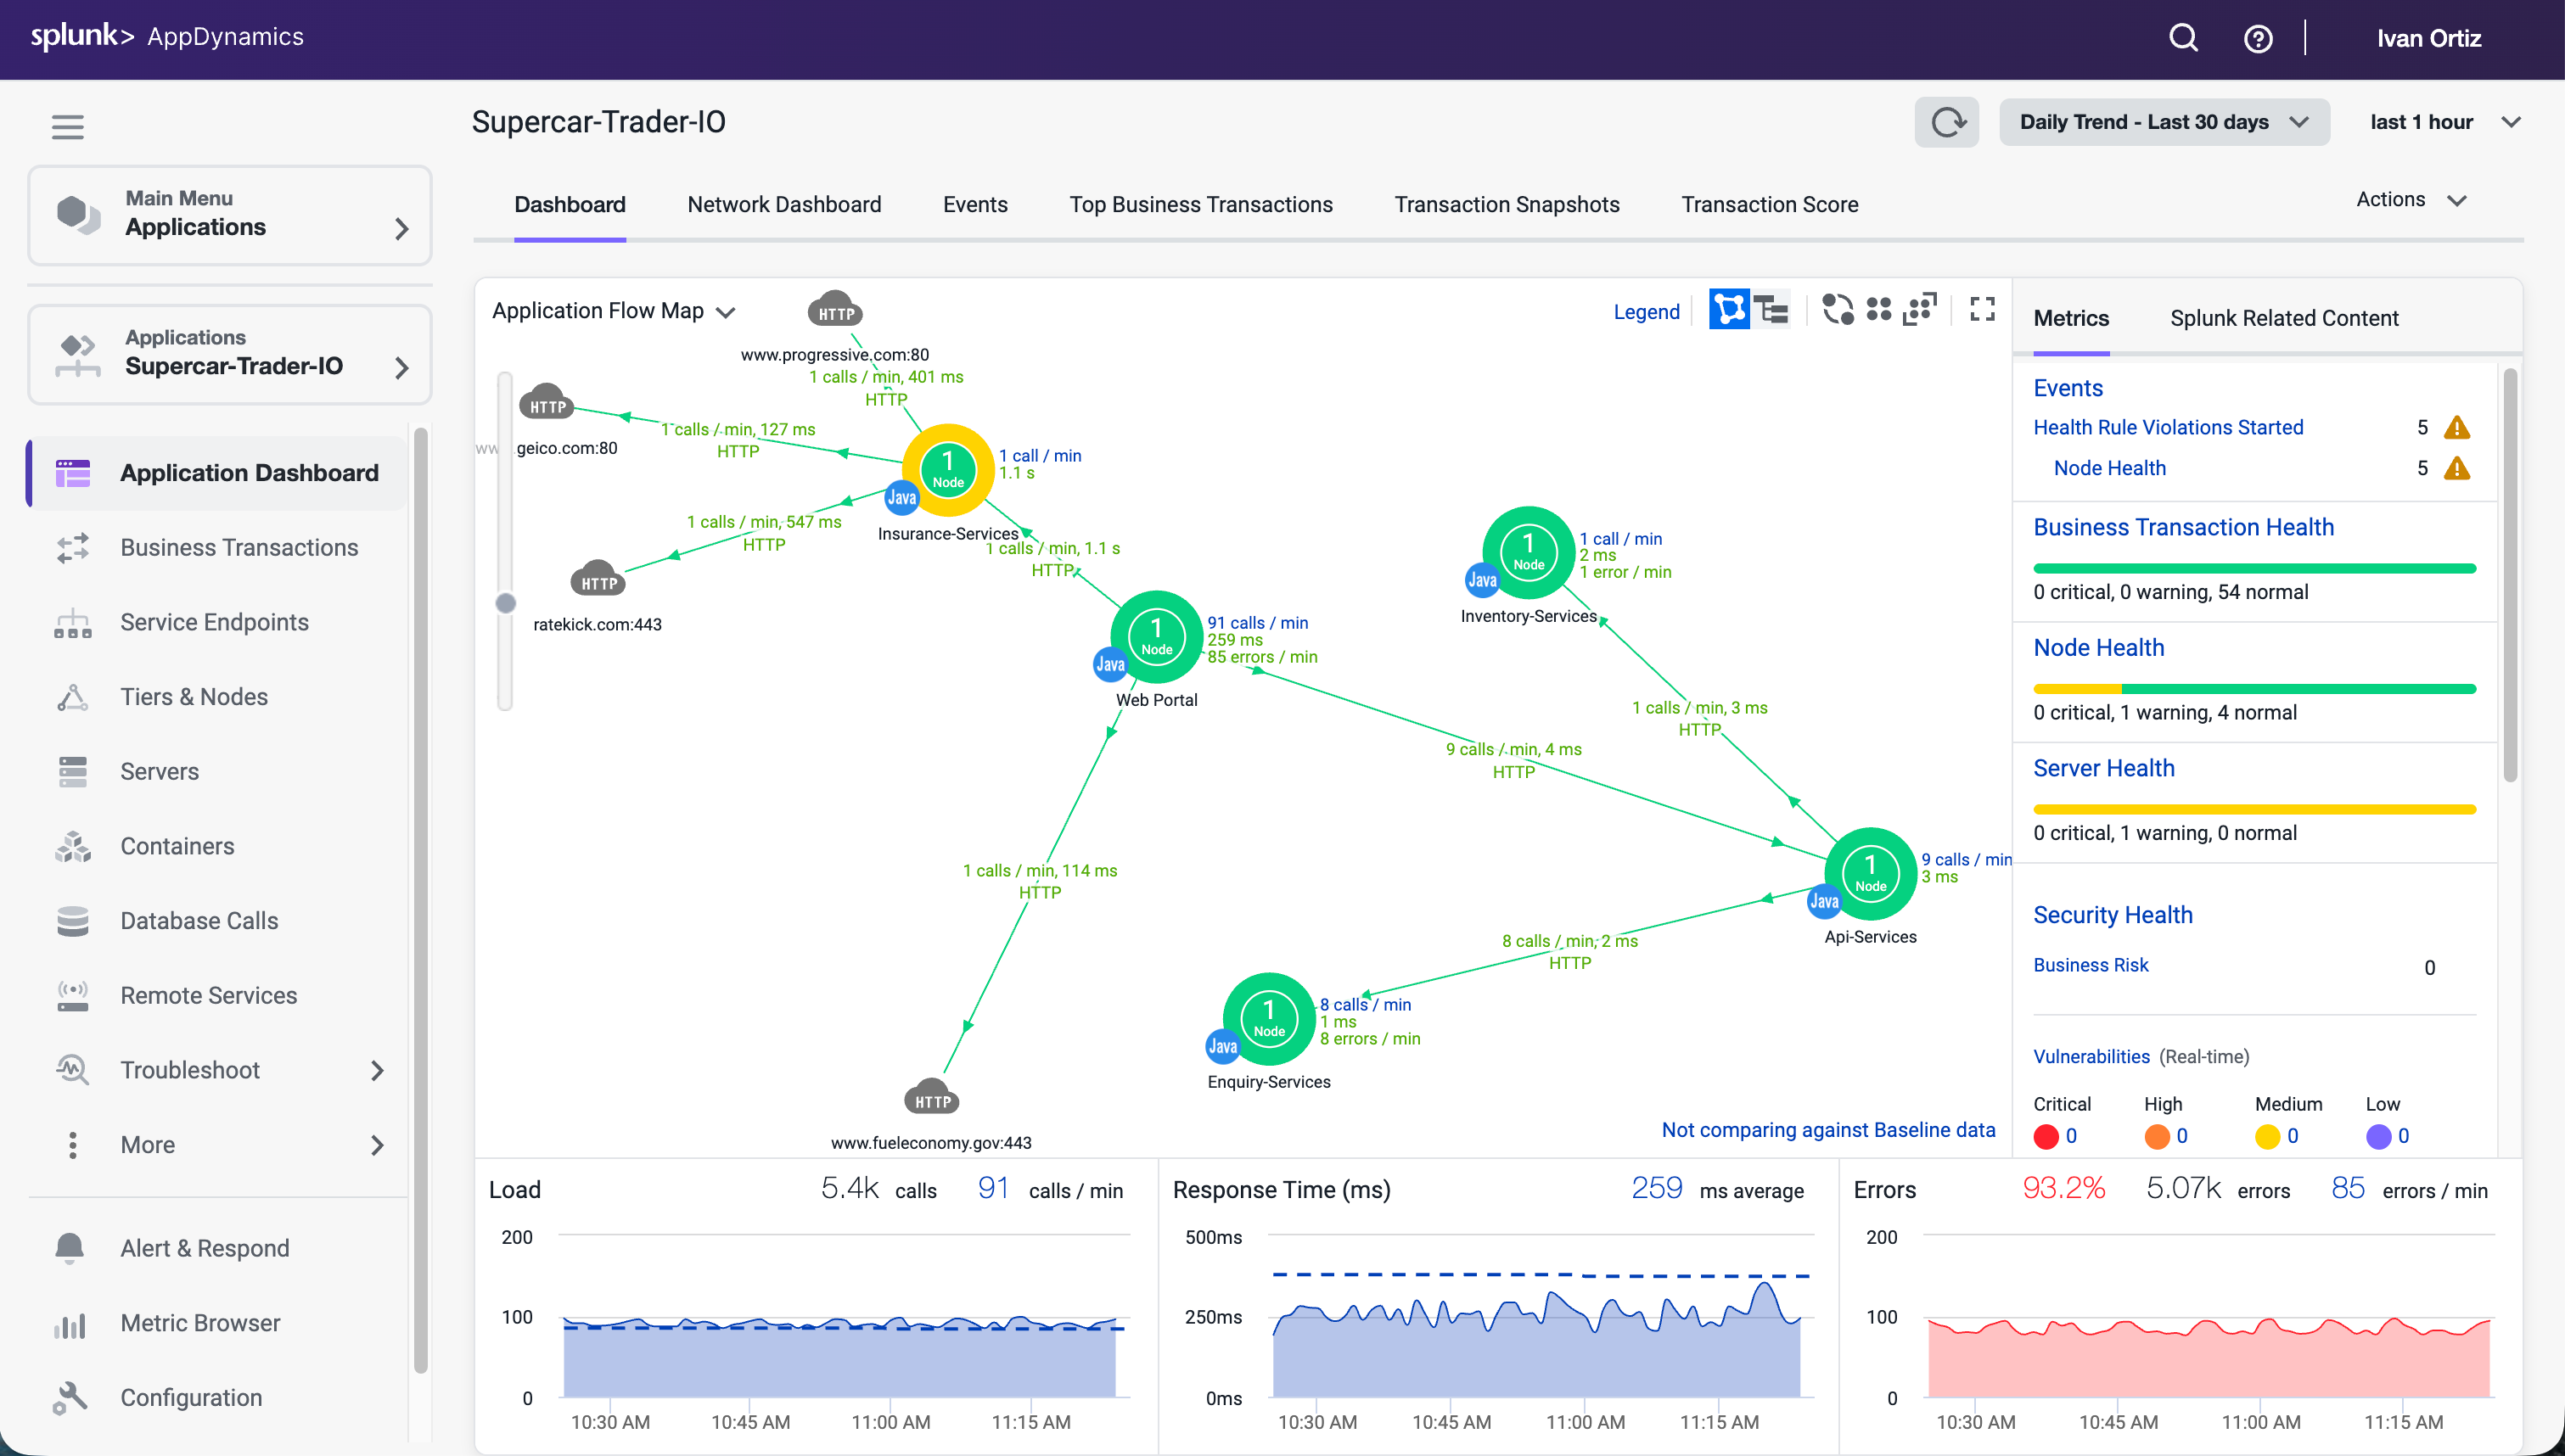 splunk> AppDynamics
Ivan Ortiz
Supercar-Trader-IO
Daily Trend - Last 30 days
last 1 hour
Main Menu
Applications
Applications
Supercar-Trader-IO
Application Dashboard
Business Transactions
Service Endpoints
Tiers & Nodes
Servers
Containers
Database Calls
Remote Services
Troubleshoot
More
Alert & Respond
Metric Browser
Configuration
Dashboard
Network Dashboard
Events
Top Business Transactions
Transaction Snapshots
Transaction Score
Actions
Application Flow Map
Legend
HTTP
www.progressive.com:80
1 calls / min, 401 ms
HTTP
HTTP
geico.com:80
1 calls / min, 127 ms
HTTP
1
Node
Java
1 call / min
1.1 s
Insurance-Services
1 calls / min, 547 ms
HTTP
HTTP
ratekick.com:443
1 calls / min, 1.1 s
HTTP
1
Node
Java
91 calls / min
259 ms
85 errors / min
Web Portal
1
Node
Java
1 call / min
2 ms
1 error / min
Inventory-Services
1 calls / min, 3 ms
HTTP
9 calls / min, 4 ms
HTTP
1
Node
Java
9 calls / min
3 ms
Api-Services
1 calls / min, 114 ms
HTTP
8 calls / min, 2 ms
HTTP
1
Node
Java
8 calls / min
1 ms
8 errors / min
Enquiry-Services
HTTP
www.fueleconomy.gov:443
Not comparing against Baseline data
Metrics
Splunk Related Content
Events
Health Rule Violations Started 5
Node Health 5
Business Transaction Health
0 critical, 0 warning, 54 normal
Node Health
0 critical, 1 warning, 4 normal
Server Health
0 critical, 1 warning, 0 normal
Security Health
Business Risk 0
Vulnerabilities (Real-time)
Critical High Medium Low
0 0 0 0
Load 5.4k calls 91 calls / min
200
100
0
10:30 AM 10:45 AM 11:00 AM 11:15 AM
Response Time (ms) 259 ms average
500ms
250ms
0ms
10:30 AM 10:45 AM 11:00 AM 11:15 AM
Errors 93.2% 5.07k errors 85 errors / min
200
100
0
10:30 AM 10:45 AM 11:00 AM 11:15 AM